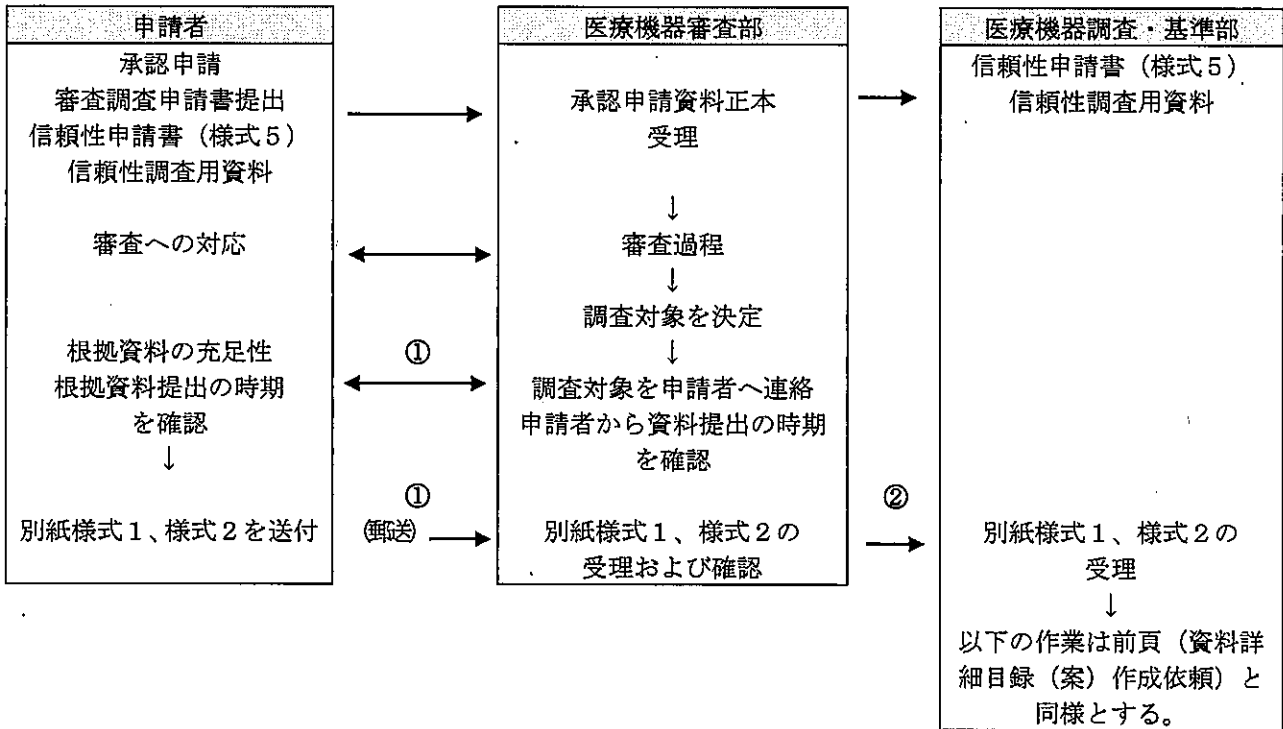 申請者
承認申請
審査調査申請書提出
信頼性申請書（様式５）
信頼性調査用資料
審査への対応
根拠資料の充足性
根拠資料提出の時期
を確認
↓
別紙様式１、様式２を送付
①
①
(郵送)
医療機器審査部
承認申請資料正本
受理
↓
審査過程
↓
調査対象を決定
↓
調査対象を申請者へ連絡
申請者から資料提出の時期
を確認
別紙様式１、様式２の
受理および確認
②
医療機器調査・基準部
信頼性申請書（様式５）
信頼性調査用資料
別紙様式１、様式２の
受理
↓
以下の作業は前頁（資料詳
細目録（案）作成依頼）と
同様とする。